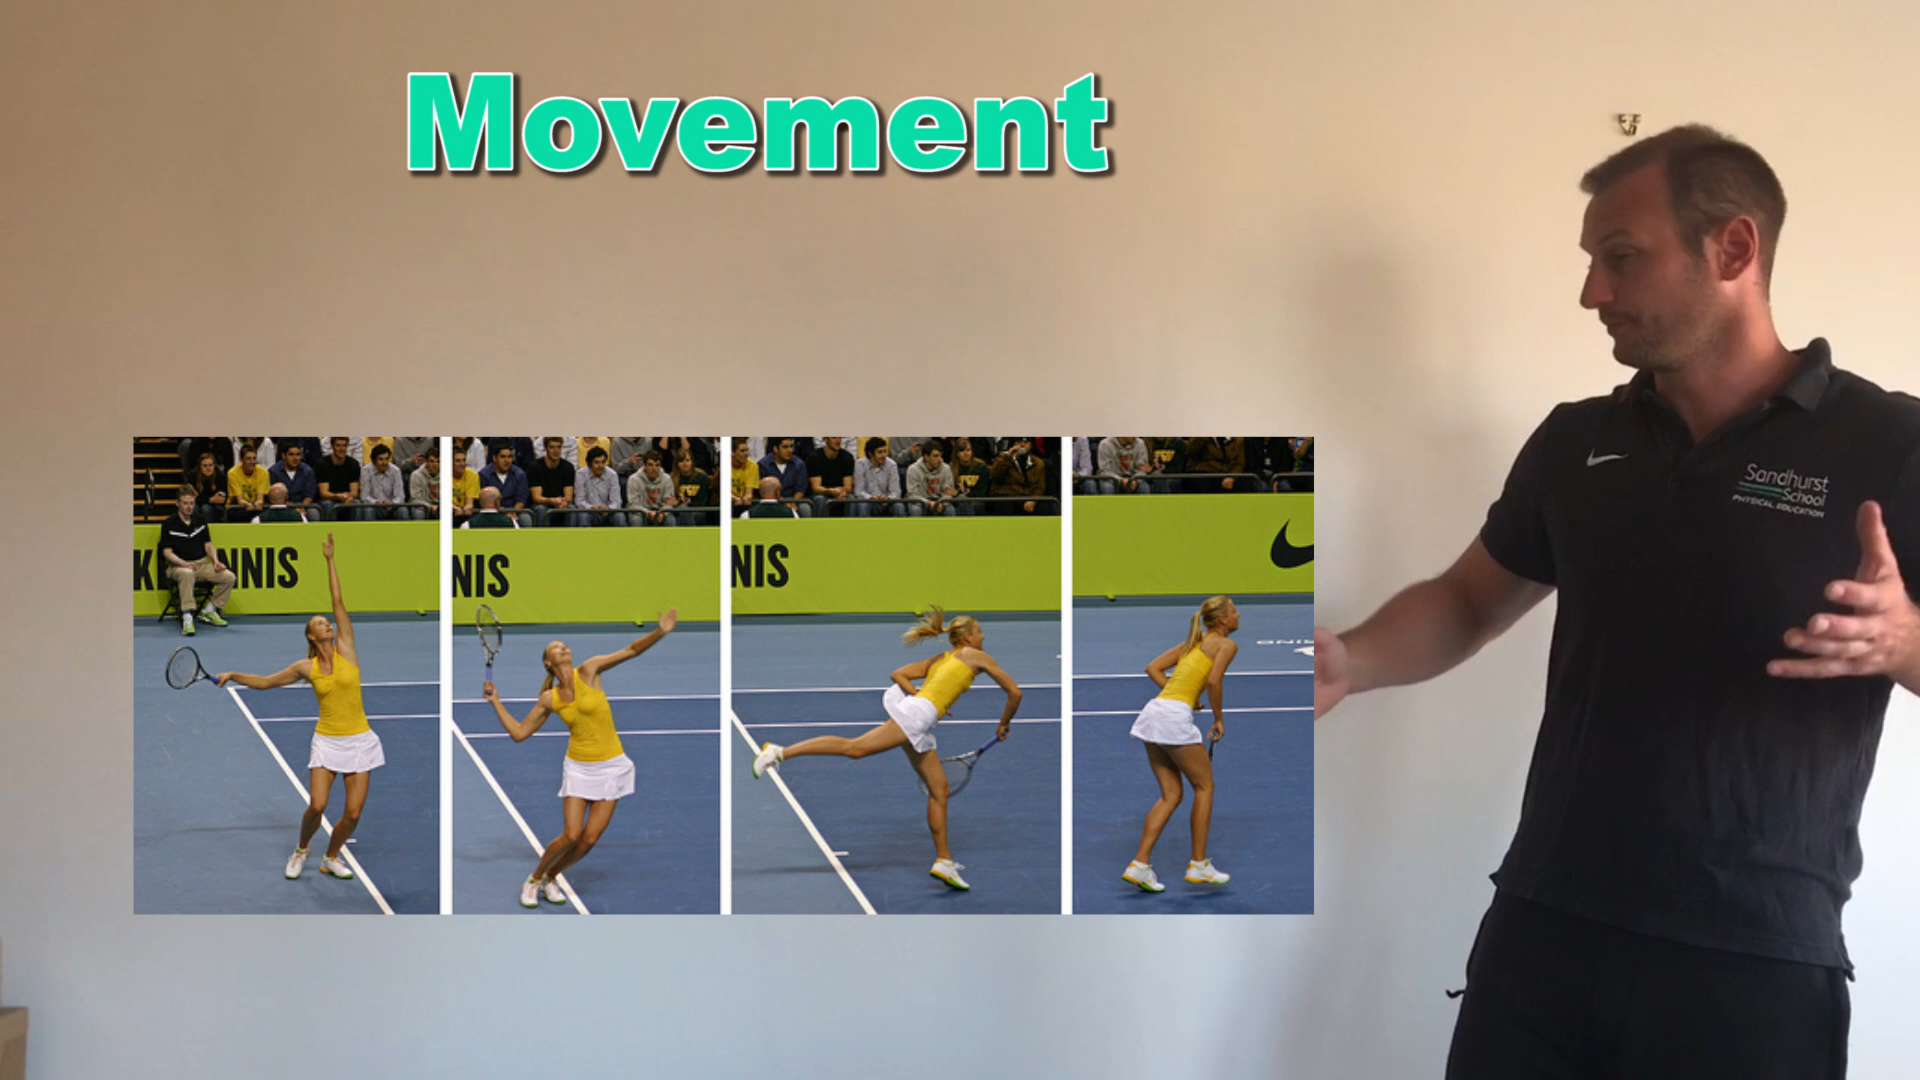 Movement
K NNIS
NIS
NIS
Sandhurst
School
PHYSICAL EDUCATION